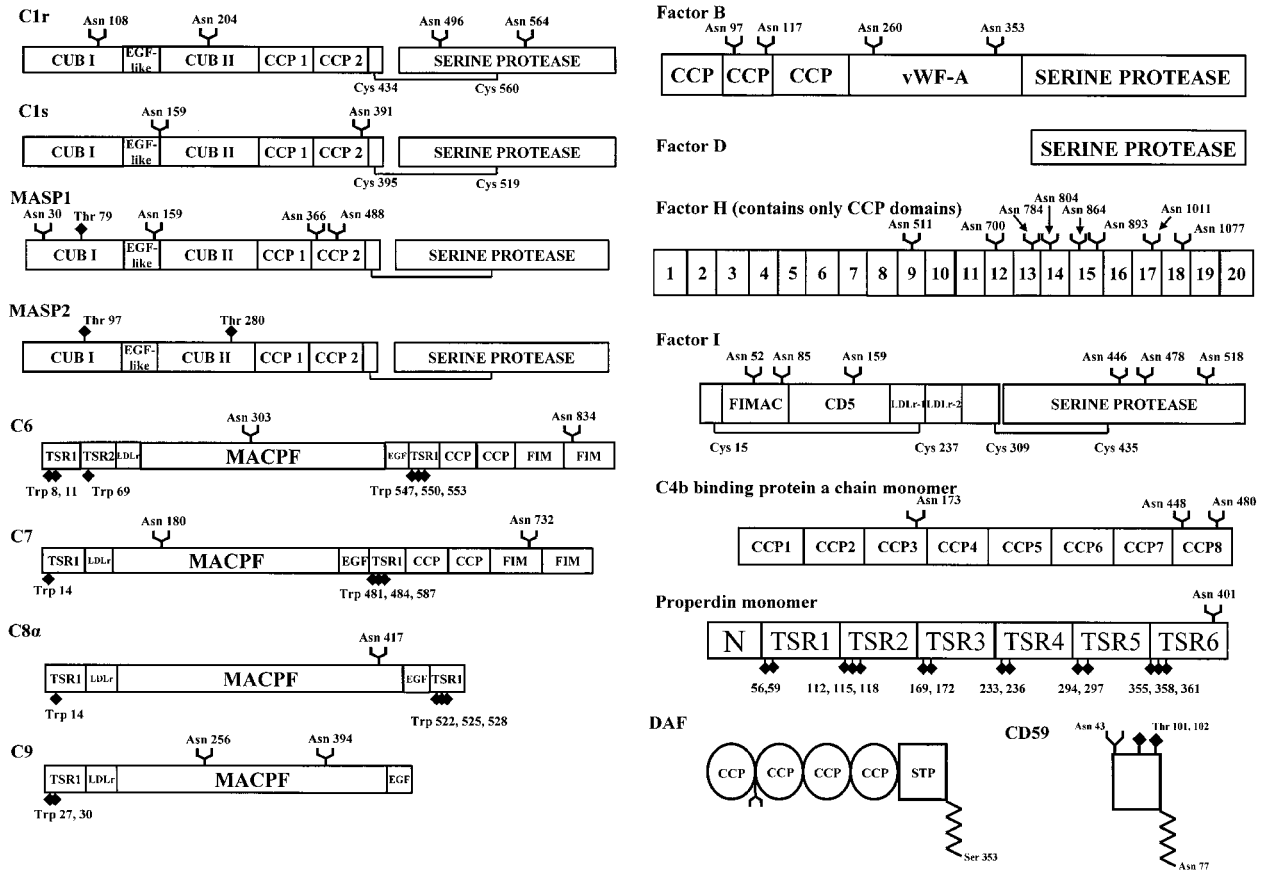 C1r
Asn 108
Asn 204
Asn 496
Asn 564
CUB I
EGF-
like
CUB II
CCP 1
CCP 2
SERINE PROTEASE
Cys 434
Cys 560
C1s
Asn 159
Asn 391
CUB I
EGF-
like
CUB II
CCP 1
CCP 2
SERINE PROTEASE
Cys 395
Cys 519
MASP1
Asn 30
Thr 79
Asn 159
Asn 366
Asn 488
CUB I
EGF-
like
CUB II
CCP 1
CCP 2
SERINE PROTEASE
MASP2
Thr 97
Thr 280
CUB I
EGF-
like
CUB II
CCP 1
CCP 2
SERINE PROTEASE
C6
Asn 303
Asn 834
TSR1
TSR2
LDLr
MACPF
EGF
TSR1
CCP
CCP
FIM
FIM
Trp 8, 11
Trp 69
Trp 547, 550, 553
C7
Asn 180
Asn 732
TSR1
LDLr
MACPF
EGF
TSR1
CCP
CCP
FIM
FIM
Trp 14
Trp 481, 484, 587
C8α
Asn 417
TSR1
LDLr
MACPF
EGF
TSR1
Trp 14
Trp 522, 525, 528
C9
Asn 256
Asn 394
TSR1
LDLr
MACPF
EGF
Trp 27, 30
Factor B
Asn 97
Asn 117
Asn 260
Asn 353
CCP
CCP
CCP
vWF-A
SERINE PROTEASE
Factor D
SERINE PROTEASE
Factor H (contains only CCP domains)
Asn 511
Asn 700
Asn 784
Asn 804
Asn 864
Asn 893
Asn 1011
Asn 1077
1 2 3 4 5 6 7 8 9 10 11 12 13 14 15 16 17 18 19 20
Factor I
Asn 52
Asn 85
Asn 159
Asn 446
Asn 478
Asn 518
FIMAC
CD5
LDLr-1
LDLr-2
SERINE PROTEASE
Cys 15
Cys 237
Cys 309
Cys 435
C4b binding protein a chain monomer
Asn 173
Asn 448
Asn 480
CCP1
CCP2
CCP3
CCP4
CCP5
CCP6
CCP7
CCP8
Properdin monomer
Asn 401
N
TSR1
TSR2
TSR3
TSR4
TSR5
TSR6
56,59
112, 115, 118
169, 172
233, 236
294, 297
355, 358, 361
DAF
CCP
CCP
CCP
CCP
STP
Ser 353
CD59
Asn 43
Thr 101, 102
Asn 77